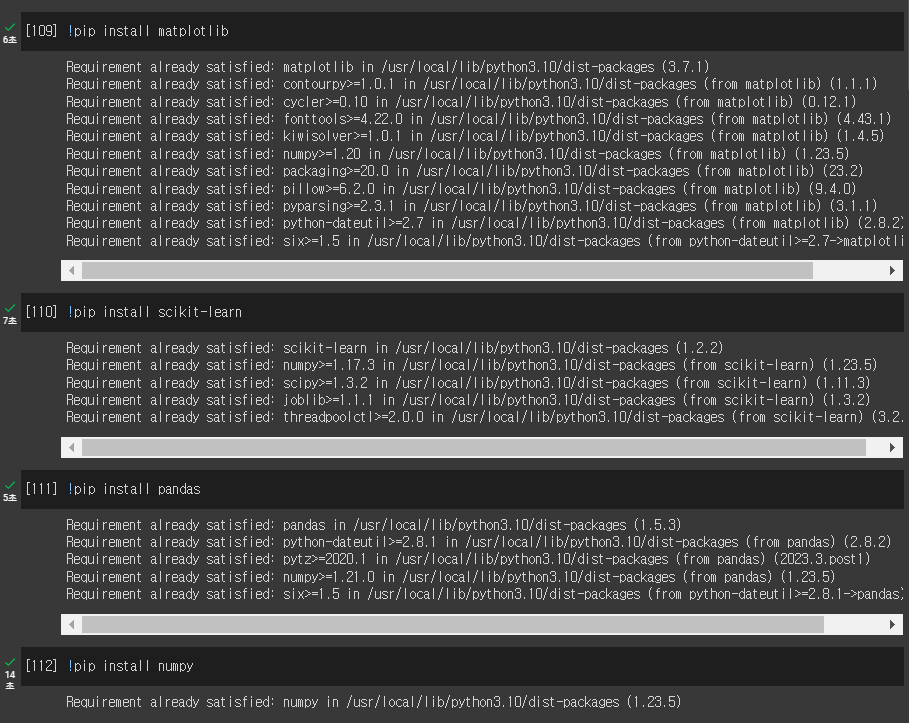 [109] !pip install matplotlib
6초
Requirement already satisfied: matplotlib in /usr/local/lib/python3.10/dist-packages (3.7.1)
Requirement already satisfied: contourpy>=1.0.1 in /usr/local/lib/python3.10/dist-packages (from matplotlib) (1.1.1)
Requirement already satisfied: cycler>=0.10 in /usr/local/lib/python3.10/dist-packages (from matplotlib) (0.12.1)
Requirement already satisfied: fonttools>=4.22.0 in /usr/local/lib/python3.10/dist-packages (from matplotlib) (4.43.1)
Requirement already satisfied: kiwisolver>=1.0.1 in /usr/local/lib/python3.10/dist-packages (from matplotlib) (1.4.5)
Requirement already satisfied: numpy>=1.20 in /usr/local/lib/python3.10/dist-packages (from matplotlib) (1.23.5)
Requirement already satisfied: packaging>=20.0 in /usr/local/lib/python3.10/dist-packages (from matplotlib) (23.2)
Requirement already satisfied: pillow>=6.2.0 in /usr/local/lib/python3.10/dist-packages (from matplotlib) (9.4.0)
Requirement already satisfied: pyparsing>=2.3.1 in /usr/local/lib/python3.10/dist-packages (from matplotlib) (3.1.1)
Requirement already satisfied: python-dateutil>=2.7 in /usr/local/lib/python3.10/dist-packages (from matplotlib) (2.8.2)
Requirement already satisfied: six>=1.5 in /usr/local/lib/python3.10/dist-packages (from python-dateutil>=2.7->matplotli
[110] !pip install scikit-learn
7초
Requirement already satisfied: scikit-learn in /usr/local/lib/python3.10/dist-packages (1.2.2)
Requirement already satisfied: numpy>=1.17.3 in /usr/local/lib/python3.10/dist-packages (from scikit-learn) (1.23.5)
Requirement already satisfied: scipy>=1.3.2 in /usr/local/lib/python3.10/dist-packages (from scikit-learn) (1.11.3)
Requirement already satisfied: joblib>=1.1.1 in /usr/local/lib/python3.10/dist-packages (from scikit-learn) (1.3.2)
Requirement already satisfied: threadpoolctl>=2.0.0 in /usr/local/lib/python3.10/dist-packages (from scikit-learn) (3.2.
[111] !pip install pandas
5초
Requirement already satisfied: pandas in /usr/local/lib/python3.10/dist-packages (1.5.3)
Requirement already satisfied: python-dateutil>=2.8.1 in /usr/local/lib/python3.10/dist-packages (from pandas) (2.8.2)
Requirement already satisfied: pytz>=2020.1 in /usr/local/lib/python3.10/dist-packages (from pandas) (2023.3.post1)
Requirement already satisfied: numpy>=1.21.0 in /usr/local/lib/python3.10/dist-packages (from pandas) (1.23.5)
Requirement already satisfied: six>=1.5 in /usr/local/lib/python3.10/dist-packages (from python-dateutil>=2.8.1->pandas)
[112] !pip install numpy
14
초
Requirement already satisfied: numpy in /usr/local/lib/python3.10/dist-packages (1.23.5)